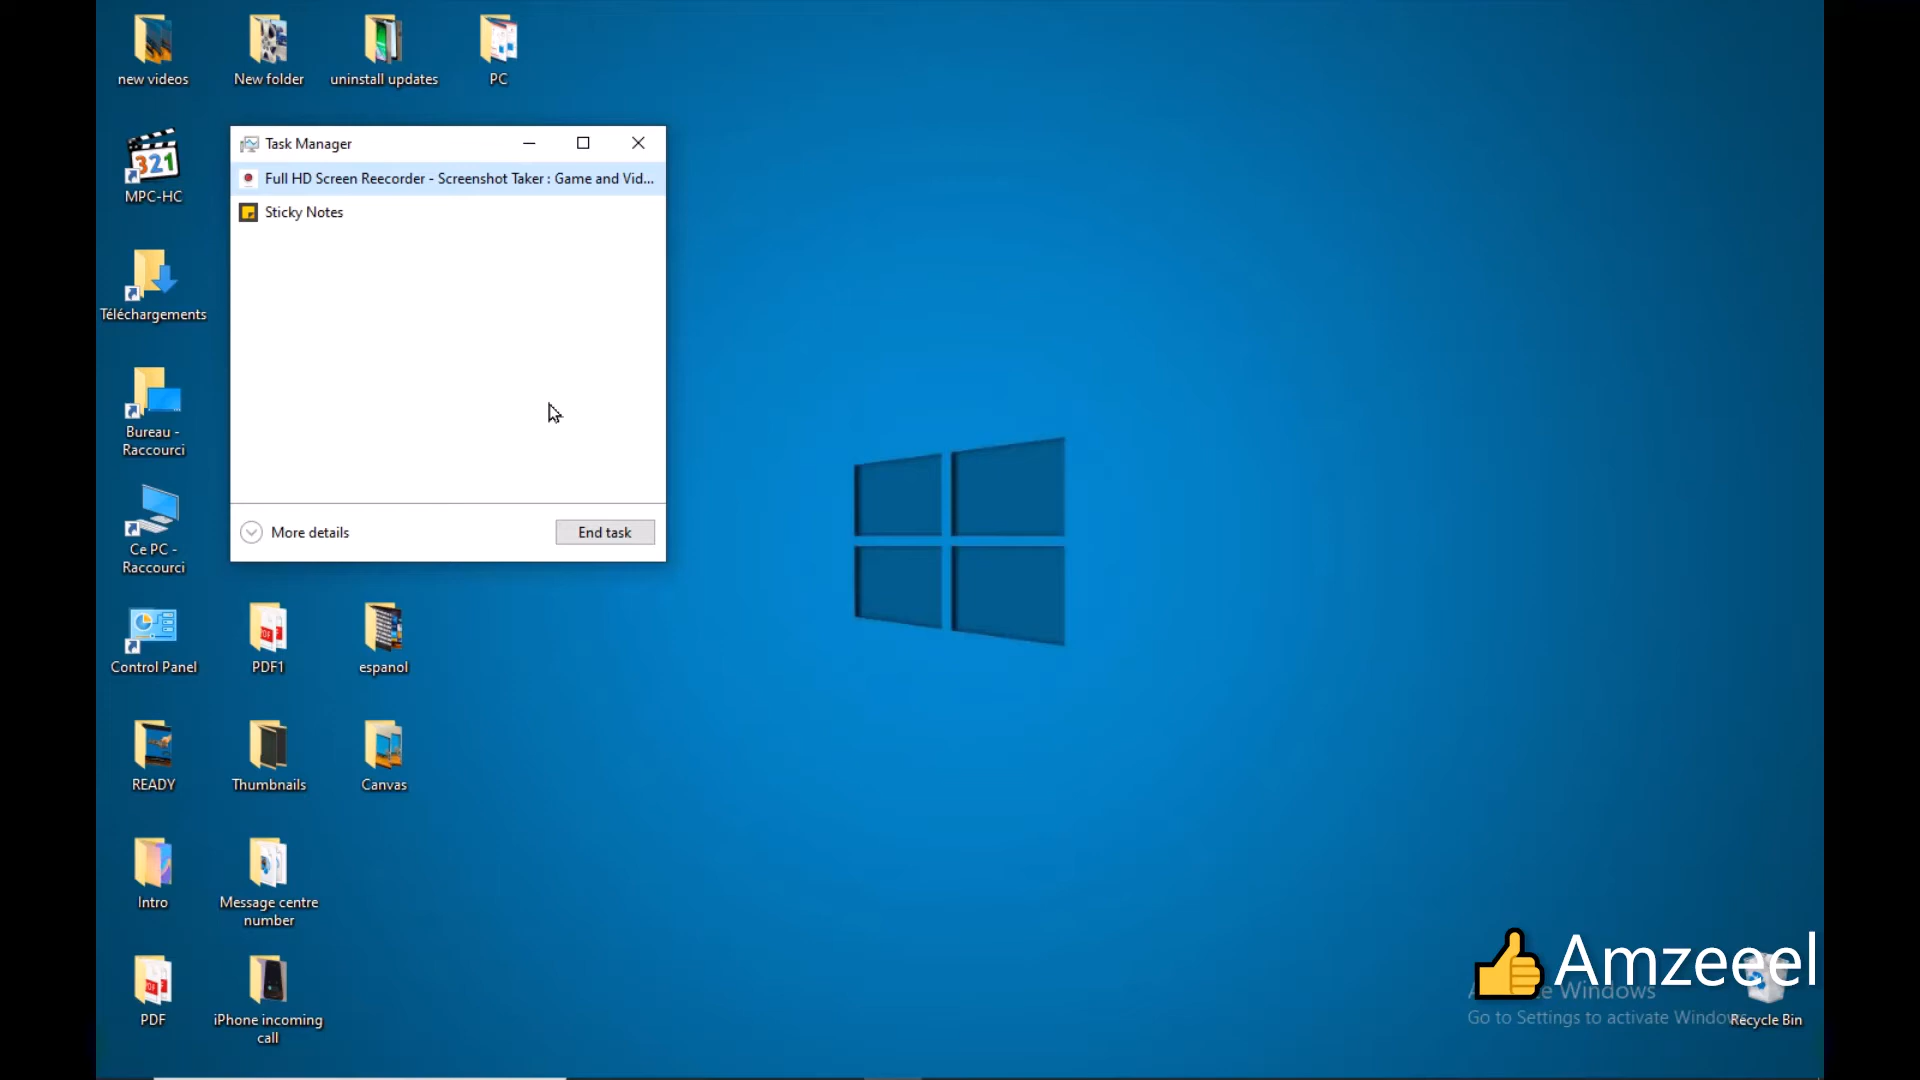 new videos
New folder
uninstall updates
PC
Task Manager
Full HD Screen Reecorder - Screenshot Taker : Game and Vid...
Sticky Notes
More details
End task
321
MPC-HC
Téléchargements
Bureau -
Raccourci
Ce PC -
Raccourci
Control Panel
PDF
PDF1
espanol
READY
Thumbnails
Canvas
Intro
Message centre
number
PDF
PDF
iPhone incoming
call
Amzeeel
Windows
Go to Settings to activate Windows
Recycle Bin